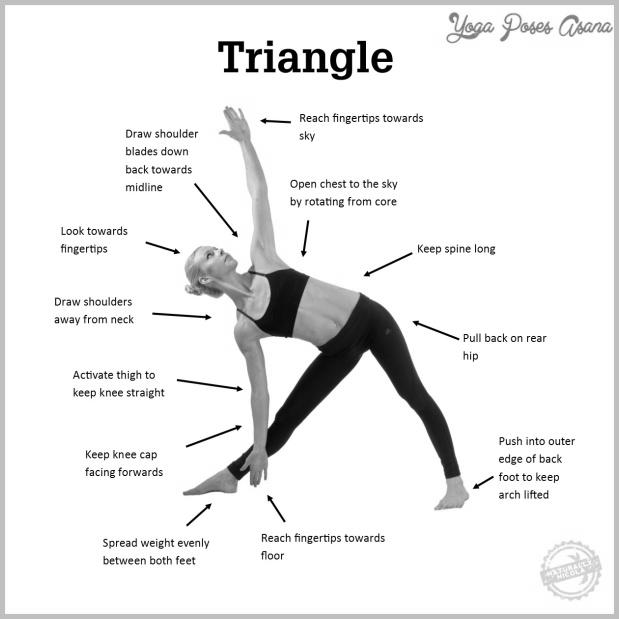 Yoga Poses Asana
Triangle
Reach fingertips towards
sky
Draw shoulder
blades down
back towards
midline
Open chest to the sky
by rotating from core
Look towards
fingertips
Keep spine long
Draw shoulders
away from neck
Pull back on rear
hip
Activate thigh to
keep knee straight
Keep knee cap
facing forwards
Push into outer
edge of back
foot to keep
arch lifted
Spread weight evenly
between both feet
Reach fingertips towards
floor
NATURALLY
NICOLA